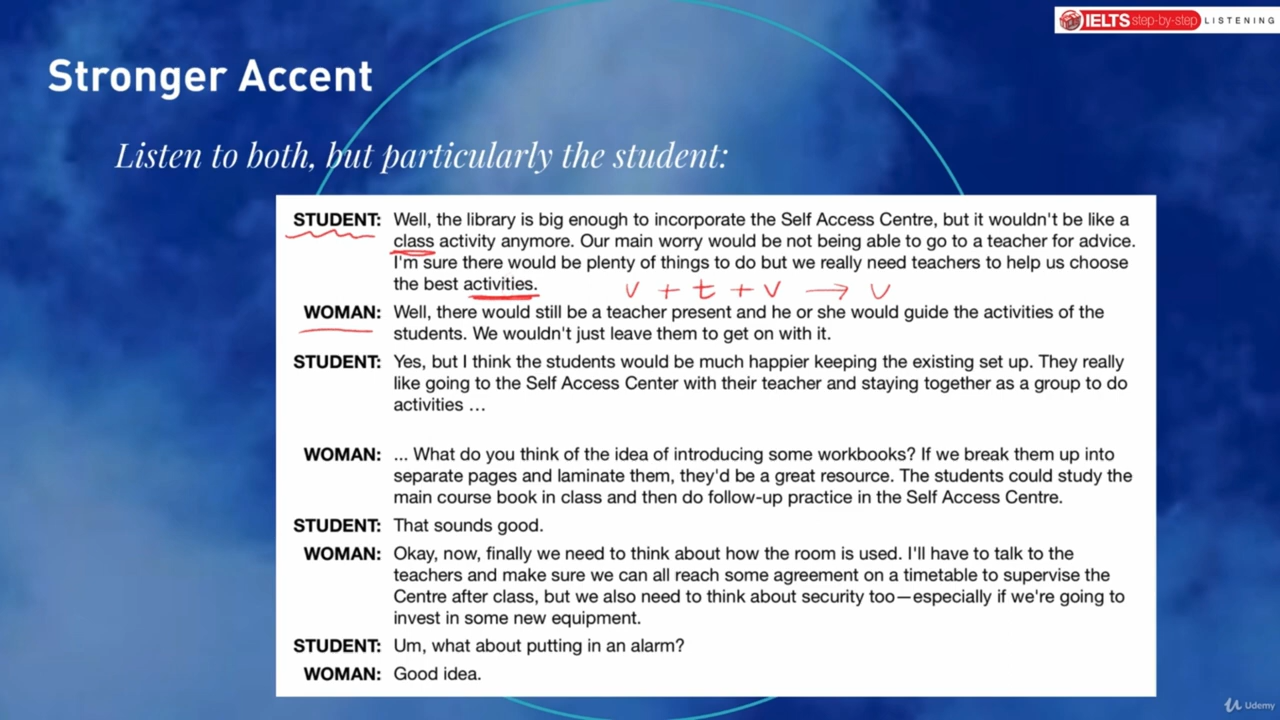 IELTS step-by-step LISTENING
Stronger Accent
Listen to both, but particularly the student:
STUDENT: Well, the library is big enough to incorporate the Self Access Centre, but it wouldn't be like a
class activity anymore. Our main worry would be not being able to go to a teacher for advice.
I'm sure there would be plenty of things to do but we really need teachers to help us choose
the best activities.
v + t + v → v
WOMAN: Well, there would still be a teacher present and he or she would guide the activities of the
students. We wouldn't just leave them to get on with it.
STUDENT: Yes, but I think the students would be much happier keeping the existing set up. They really
like going to the Self Access Center with their teacher and staying together as a group to do
activities ...
WOMAN: ... What do you think of the idea of introducing some workbooks? If we break them up into
separate pages and laminate them, they'd be a great resource. The students could study the
main course book in class and then do follow-up practice in the Self Access Centre.
STUDENT: That sounds good.
WOMAN: Okay, now, finally we need to think about how the room is used. I'll have to talk to the
teachers and make sure we can all reach some agreement on a timetable to supervise the
Centre after class, but we also need to think about security too—especially if we're going to
invest in some new equipment.
STUDENT: Um, what about putting in an alarm?
WOMAN: Good idea.
Udemy